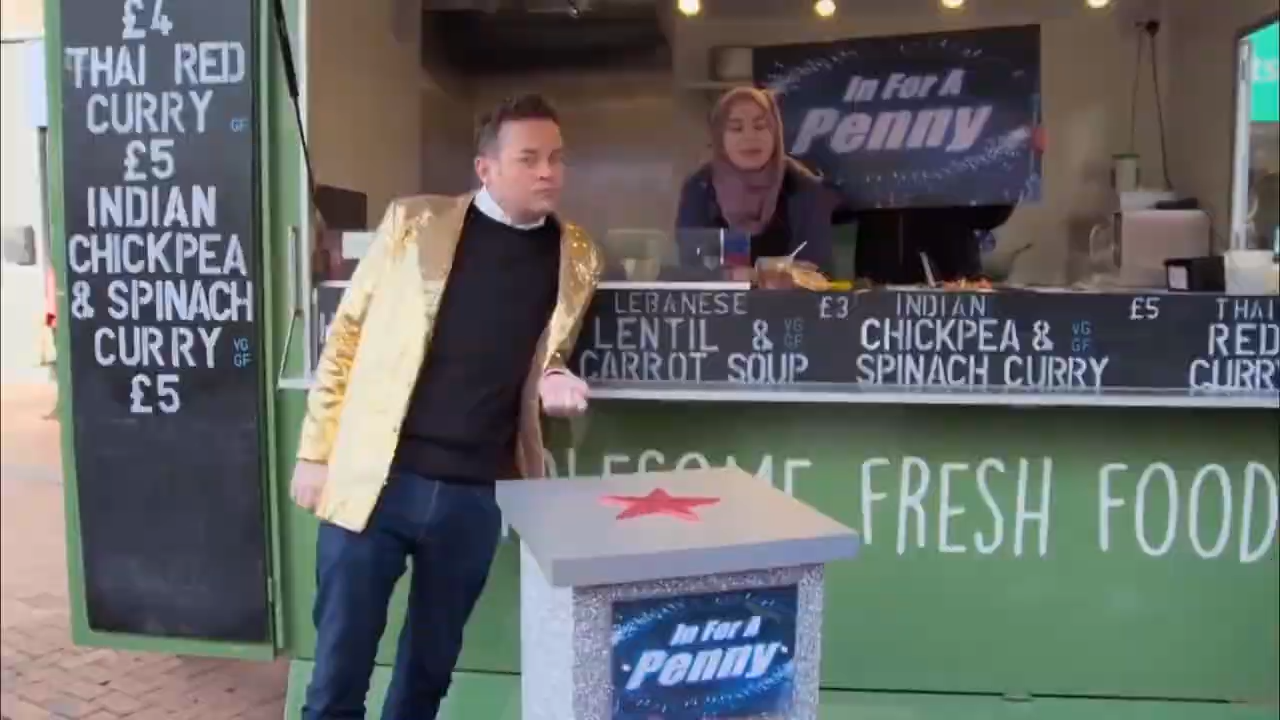 £4
THAI RED
CURRY GF
£5
INDIAN
CHICKPEA
& SPINACH
CURRY VG GF
£5
In For A
Penny
LEBANESE £3
LENTIL & VG GF
CARROT SOUP
INDIAN £5
CHICKPEA & VG GF
SPINACH CURRY
THAI
RED
CURRY
FRESH FOOD
In For A
Penny